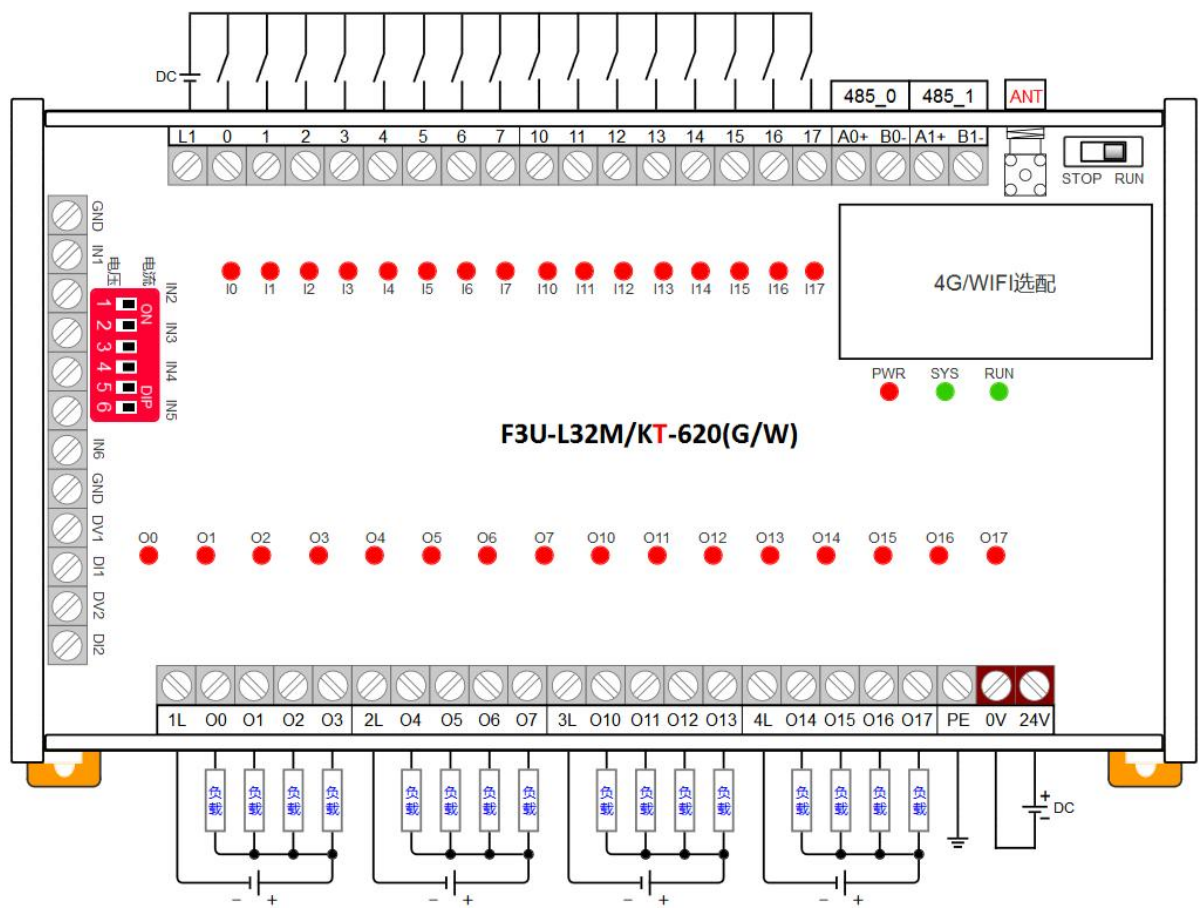 DC
485_0 485_1 ANT
L1 0 1 2 3 4 5 6 7 10 11 12 13 14 15 16 17 A0+ B0- A1+ B1-
STOP RUN
GND
IN1
电压 电流
IN2
IN3
IN4
IN5
1 2 3 4 5 6
ON
DIP
IN6
GND
DV1
DI1
DV2
DI2
I0 I1 I2 I3 I4 I5 I6 I7 I10 I11 I12 I13 I14 I15 I16 I17
4G/WIFI选配
PWR SYS RUN
F3U-L32M/KT-620(G/W)
O0 O1 O2 O3 O4 O5 O6 O7 O10 O11 O12 O13 O14 O15 O16 O17
1L O0 O1 O2 O3 2L O4 O5 O6 O7 3L O10 O11 O12 O13 4L O14 O15 O16 O17 PE 0V 24V
负载 负载 负载 负载 负载 负载 负载 负载 负载 负载 负载 负载 负载 负载 负载 负载
+
DC
-
- + - + - + - +